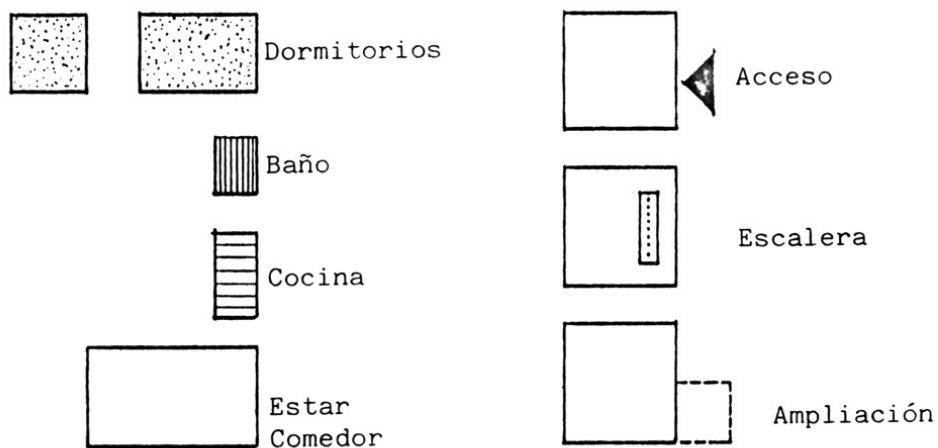 Dormitorios
Baño
Cocina
Estar
Comedor
Acceso
Escalera
Ampliación